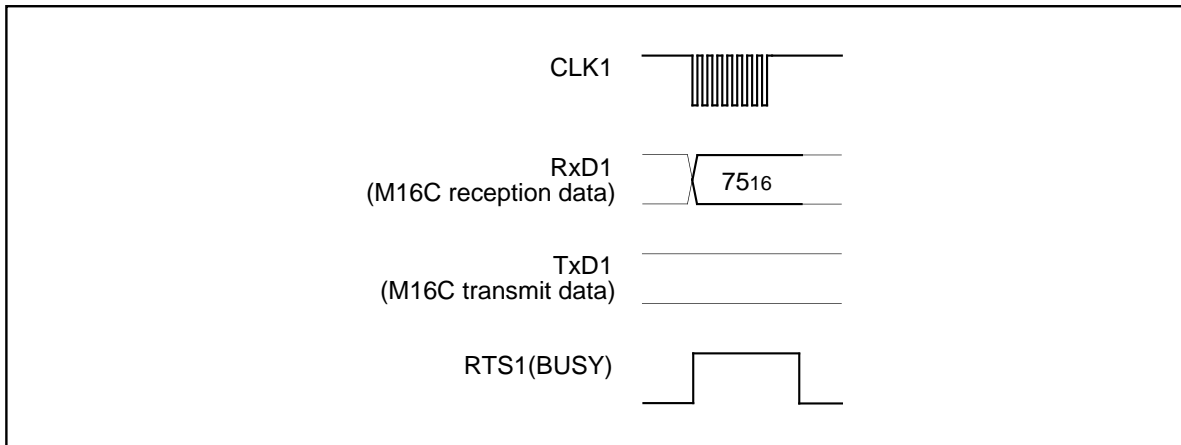 CLK1
RxD1
(M16C reception data)
7516
TxD1
(M16C transmit data)
RTS1(BUSY)